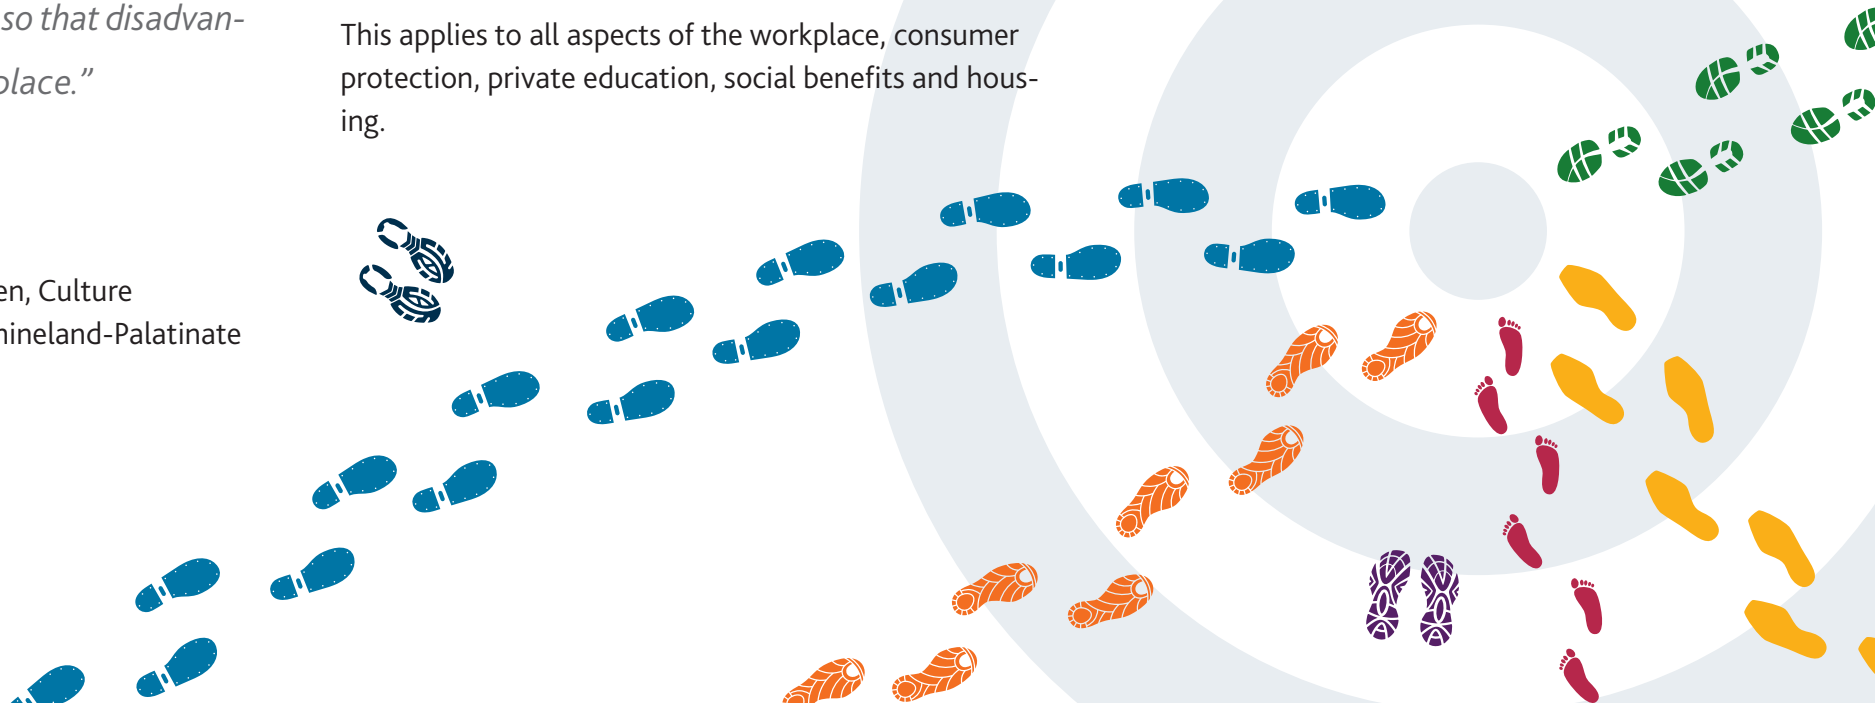 so that disadvan-
place.”
en, Culture
hineland-Palatinate
This applies to all aspects of the workplace, consumer
protection, private education, social benefits and hous-
ing.